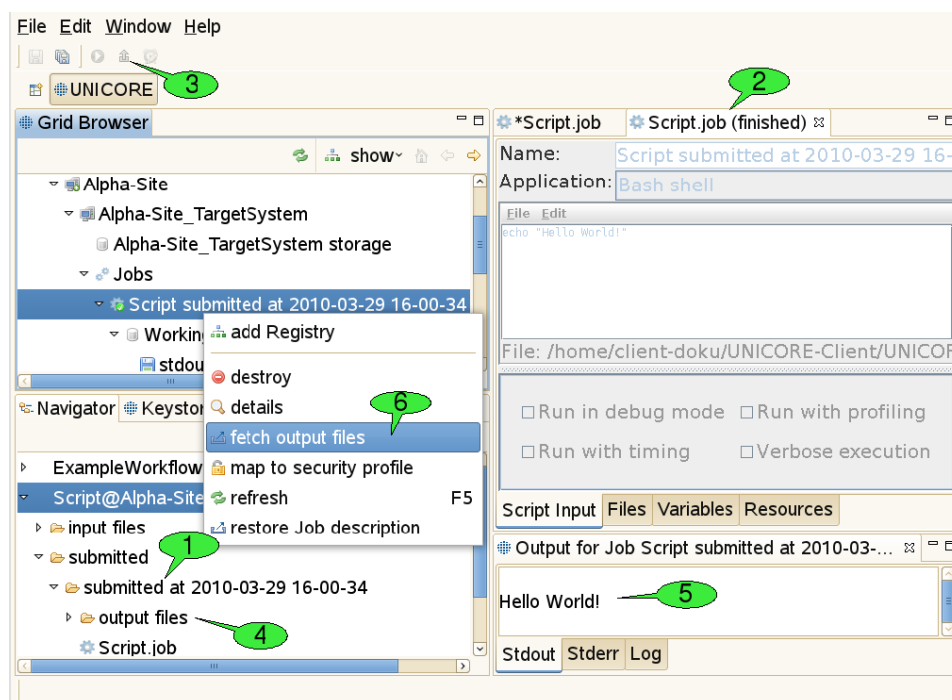 File Edit Window Help
3
UNICORE
2
Grid Browser
show
Alpha-Site
Alpha-Site_TargetSystem
Alpha-Site_TargetSystem storage
Jobs
Script submitted at 2010-03-29 16-00-34
Workin
stdou
add Registry
destroy
details
6
fetch output files
map to security profile
refresh F5
restore Job description
Navigator Keystor
ExampleWorkflow
Script@Alpha-Site
input files
1
submitted
submitted at 2010-03-29 16-00-34
output files
4
Script.job
*Script.job Script.job (finished)
Name: Script submitted at 2010-03-29 16-
Application: Bash shell
File Edit
echo "Hello World!"
File: /home/client-doku/UNICORE-Client/UNICOR
Run in debug mode Run with profiling
Run with timing Verbose execution
Script Input Files Variables Resources
Output for Job Script submitted at 2010-03-...
Hello World!
5
Stdout Stderr Log